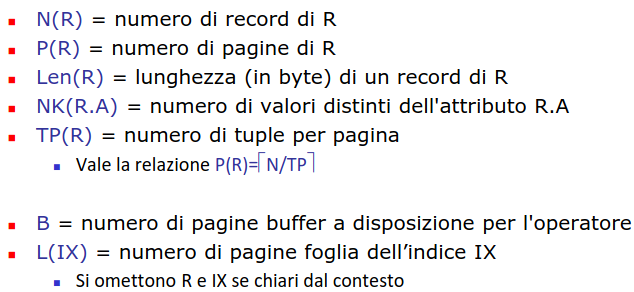 N(R) = numero di record di R
P(R) = numero di pagine di R
Len(R) = lunghezza (in byte) di un record di R
NK(R.A) = numero di valori distinti dell'attributo R.A
TP(R) = numero di tuple per pagina
Vale la relazione P(R)=⌈N/TP⌉
B = numero di pagine buffer a disposizione per l'operatore
L(IX) = numero di pagine foglia dell’indice IX
Si omettono R e IX se chiari dal contesto